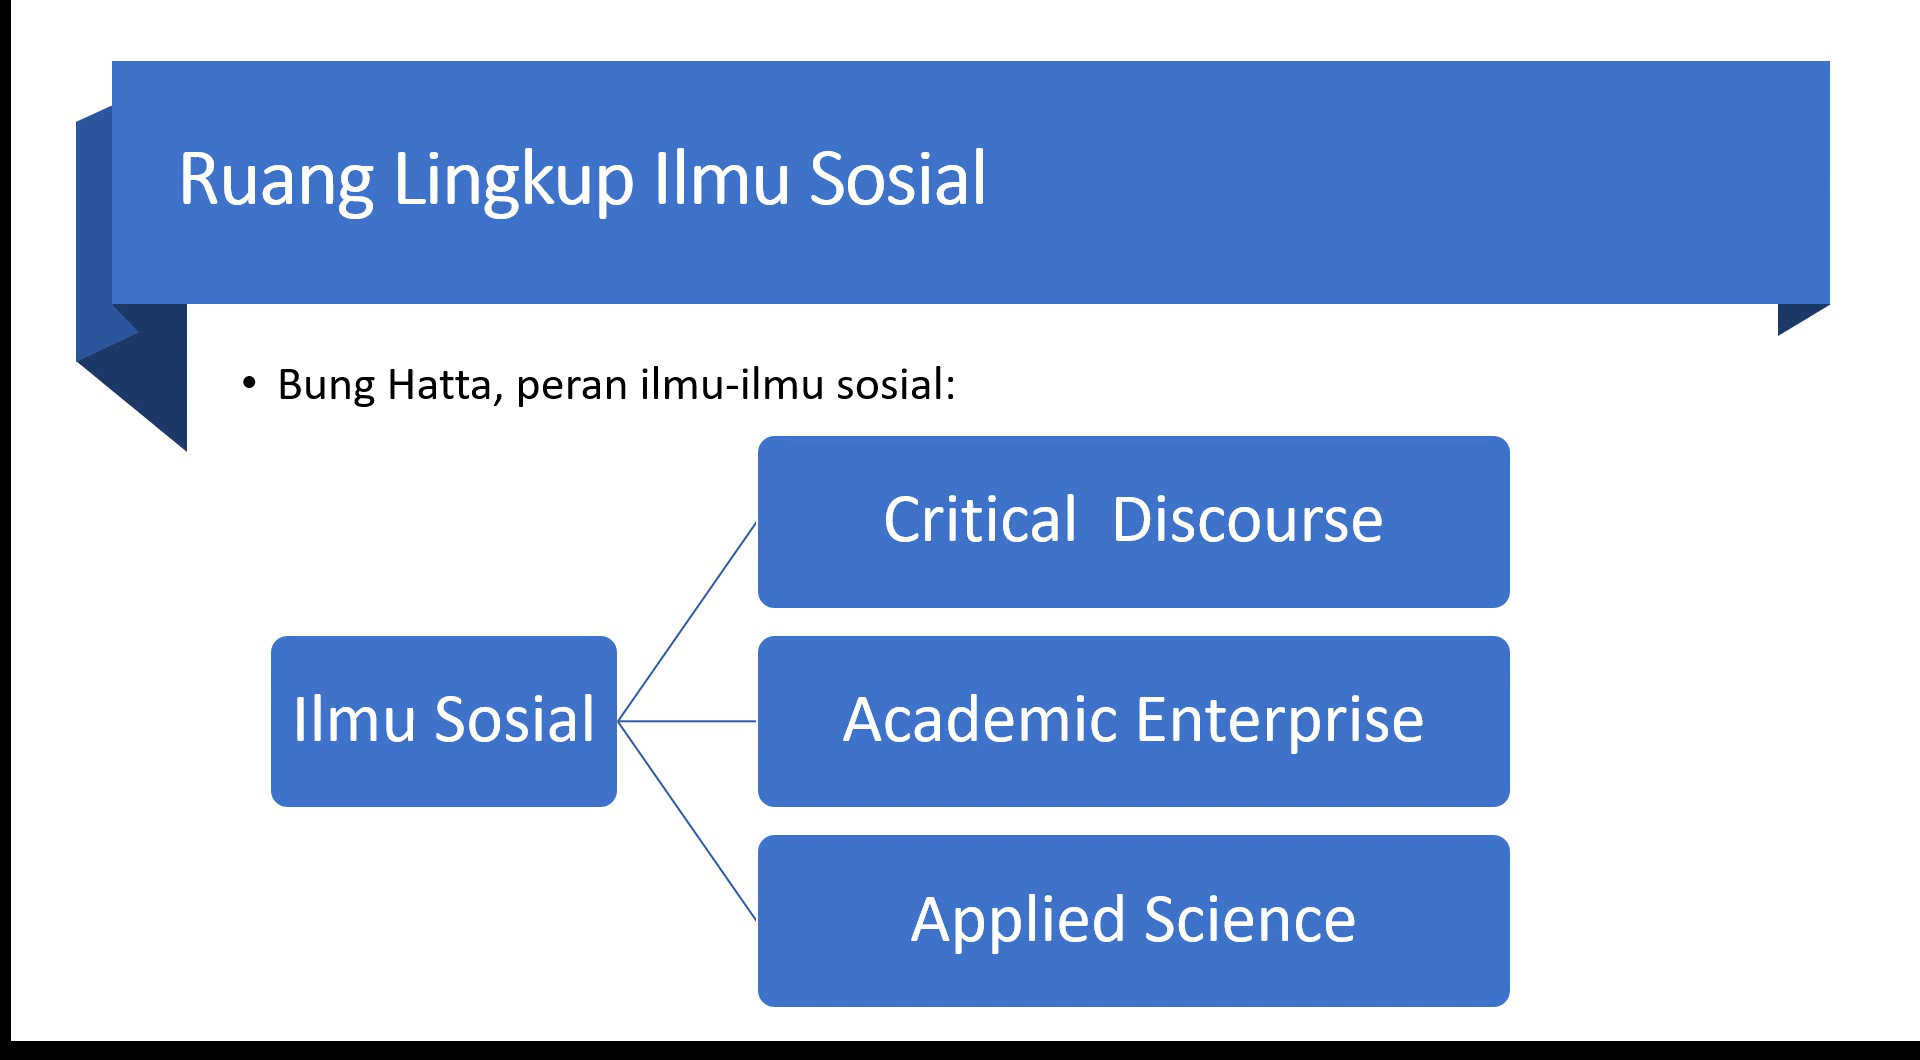 Ruang Lingkup Ilmu Sosial
• Bung Hatta, peran ilmu-ilmu sosial:
Critical Discourse
Ilmu Sosial
Academic Enterprise
Applied Science